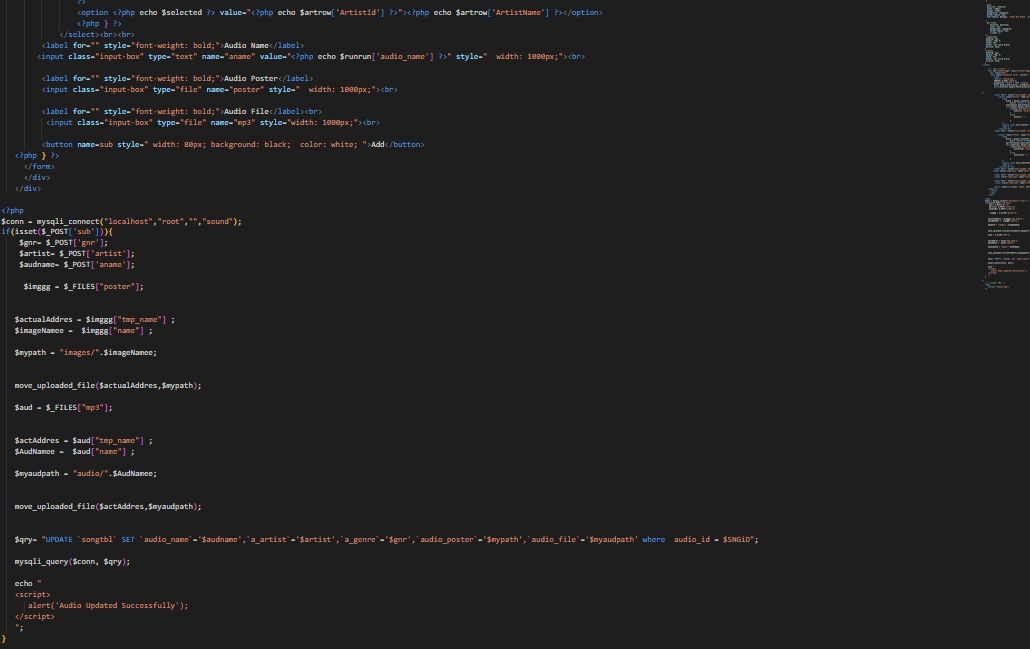 ?>
<option <?php echo $selected ?> value="<?php echo $artrow['ArtistId'] ?>"><?php echo $artrow['ArtistName'] ?></option>
<?php } ?>
</select><br><br>
<label for="" style="font-weight: bold;">Audio Name</label>
<input class="input-box" type="text" name="aname" value="<?php echo $runrun['audio_name'] ?>" style="  width: 1000px;"><br>
<label for="" style="font-weight: bold;">Audio Poster</label>
<input class="input-box" type="file" name="poster" style="  width: 1000px;"><br>
<label for="" style="font-weight: bold;">Audio File</label><br>
<input class="input-box" type="file" name="mp3" style="width: 1000px;"><br>
<button name=sub style=" width: 80px; background: black;  color: white; ">Add</button>
<?php } ?>
</form>
</div>
</div>
<?php
$conn = mysqli_connect("localhost","root","","sound");
if(isset($_POST['sub'])){
$gnr= $_POST['gnr'];
$artist= $_POST['artist'];
$audname= $_POST['aname'];
$imggg = $_FILES["poster"];
$actualAddres = $imggg["tmp_name"] ;
$imageNamee =  $imggg["name"] ;
$mypath = "images/".$imageNamee;
move_uploaded_file($actualAddres,$mypath);
$aud = $_FILES["mp3"];
$actAddres = $aud["tmp_name"] ;
$AudNamee =  $aud["name"] ;
$myaudpath = "audio/".$AudNamee;
move_uploaded_file($actAddres,$myaudpath);
$qry= "UPDATE `songtbl` SET `audio_name`='$audname',`a_artist`='$artist',`a_genre`='$gnr',`audio_poster`='$mypath',`audio_file`='$myaudpath' where  audio_id = $SNGiD";
mysqli_query($conn, $qry);
echo "
<script>
alert('Audio Updated Successfully');
</script>
";
}